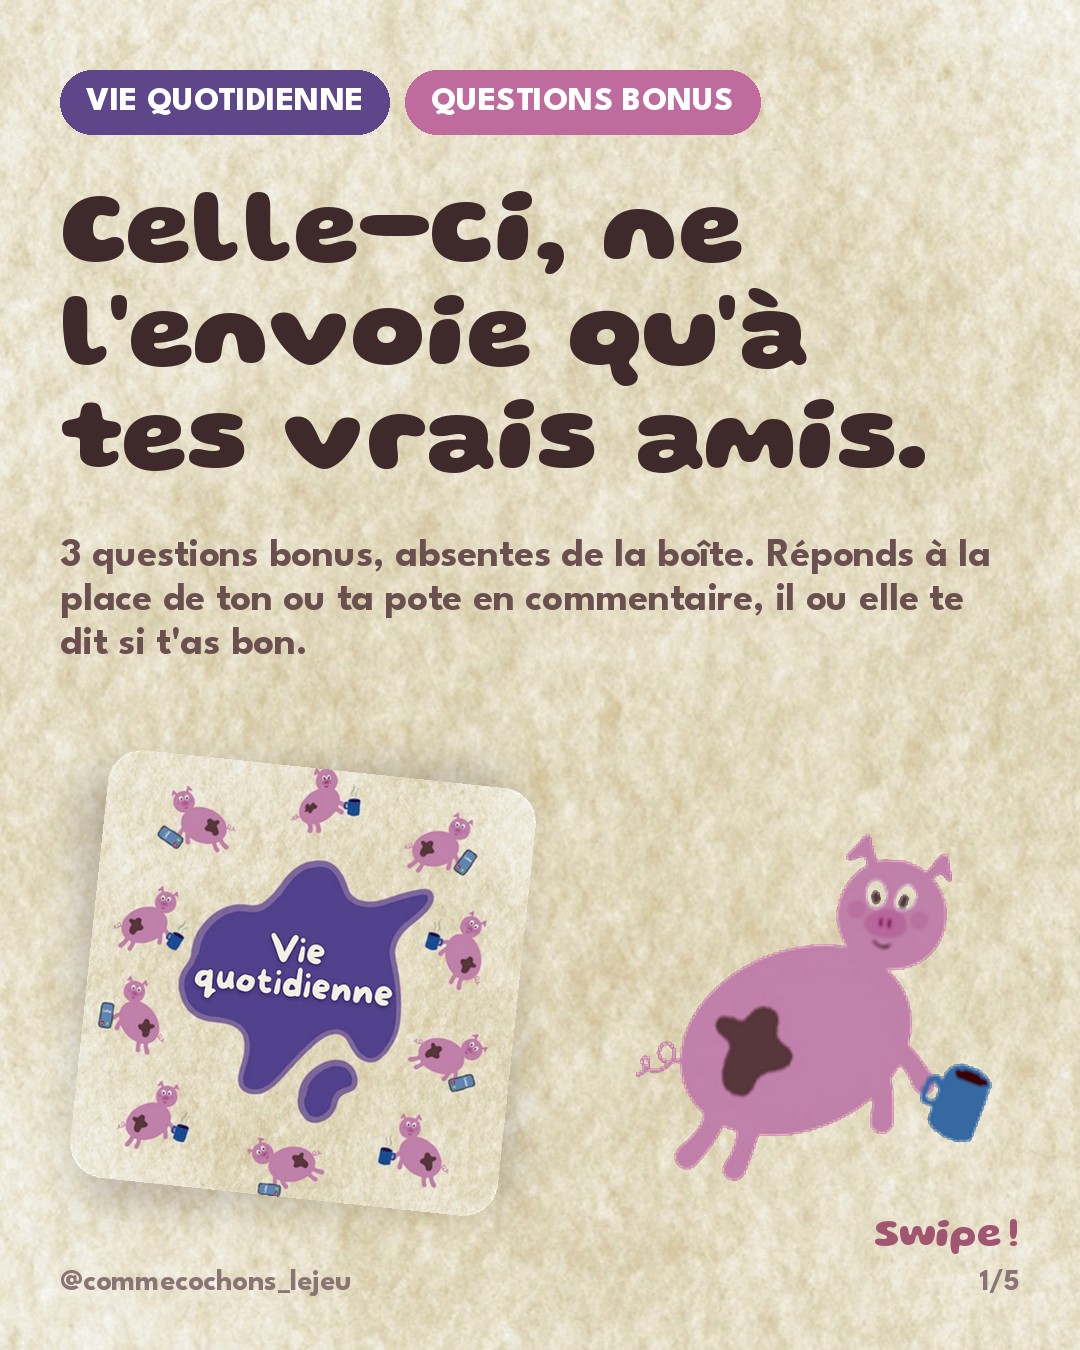 VIE QUOTIDIENNE QUESTIONS BONUS
Celle-Ci, ne
l'envoie qu'à
tes vrais amis.
3 questions bonus, absentes de la boîte. Réponds à la
place de ton ou ta pote en commentaire, il ou elle te
dit si t'as bon.
Vie
quotidienne
Swipe !
@commecochons_lejeu
1/5